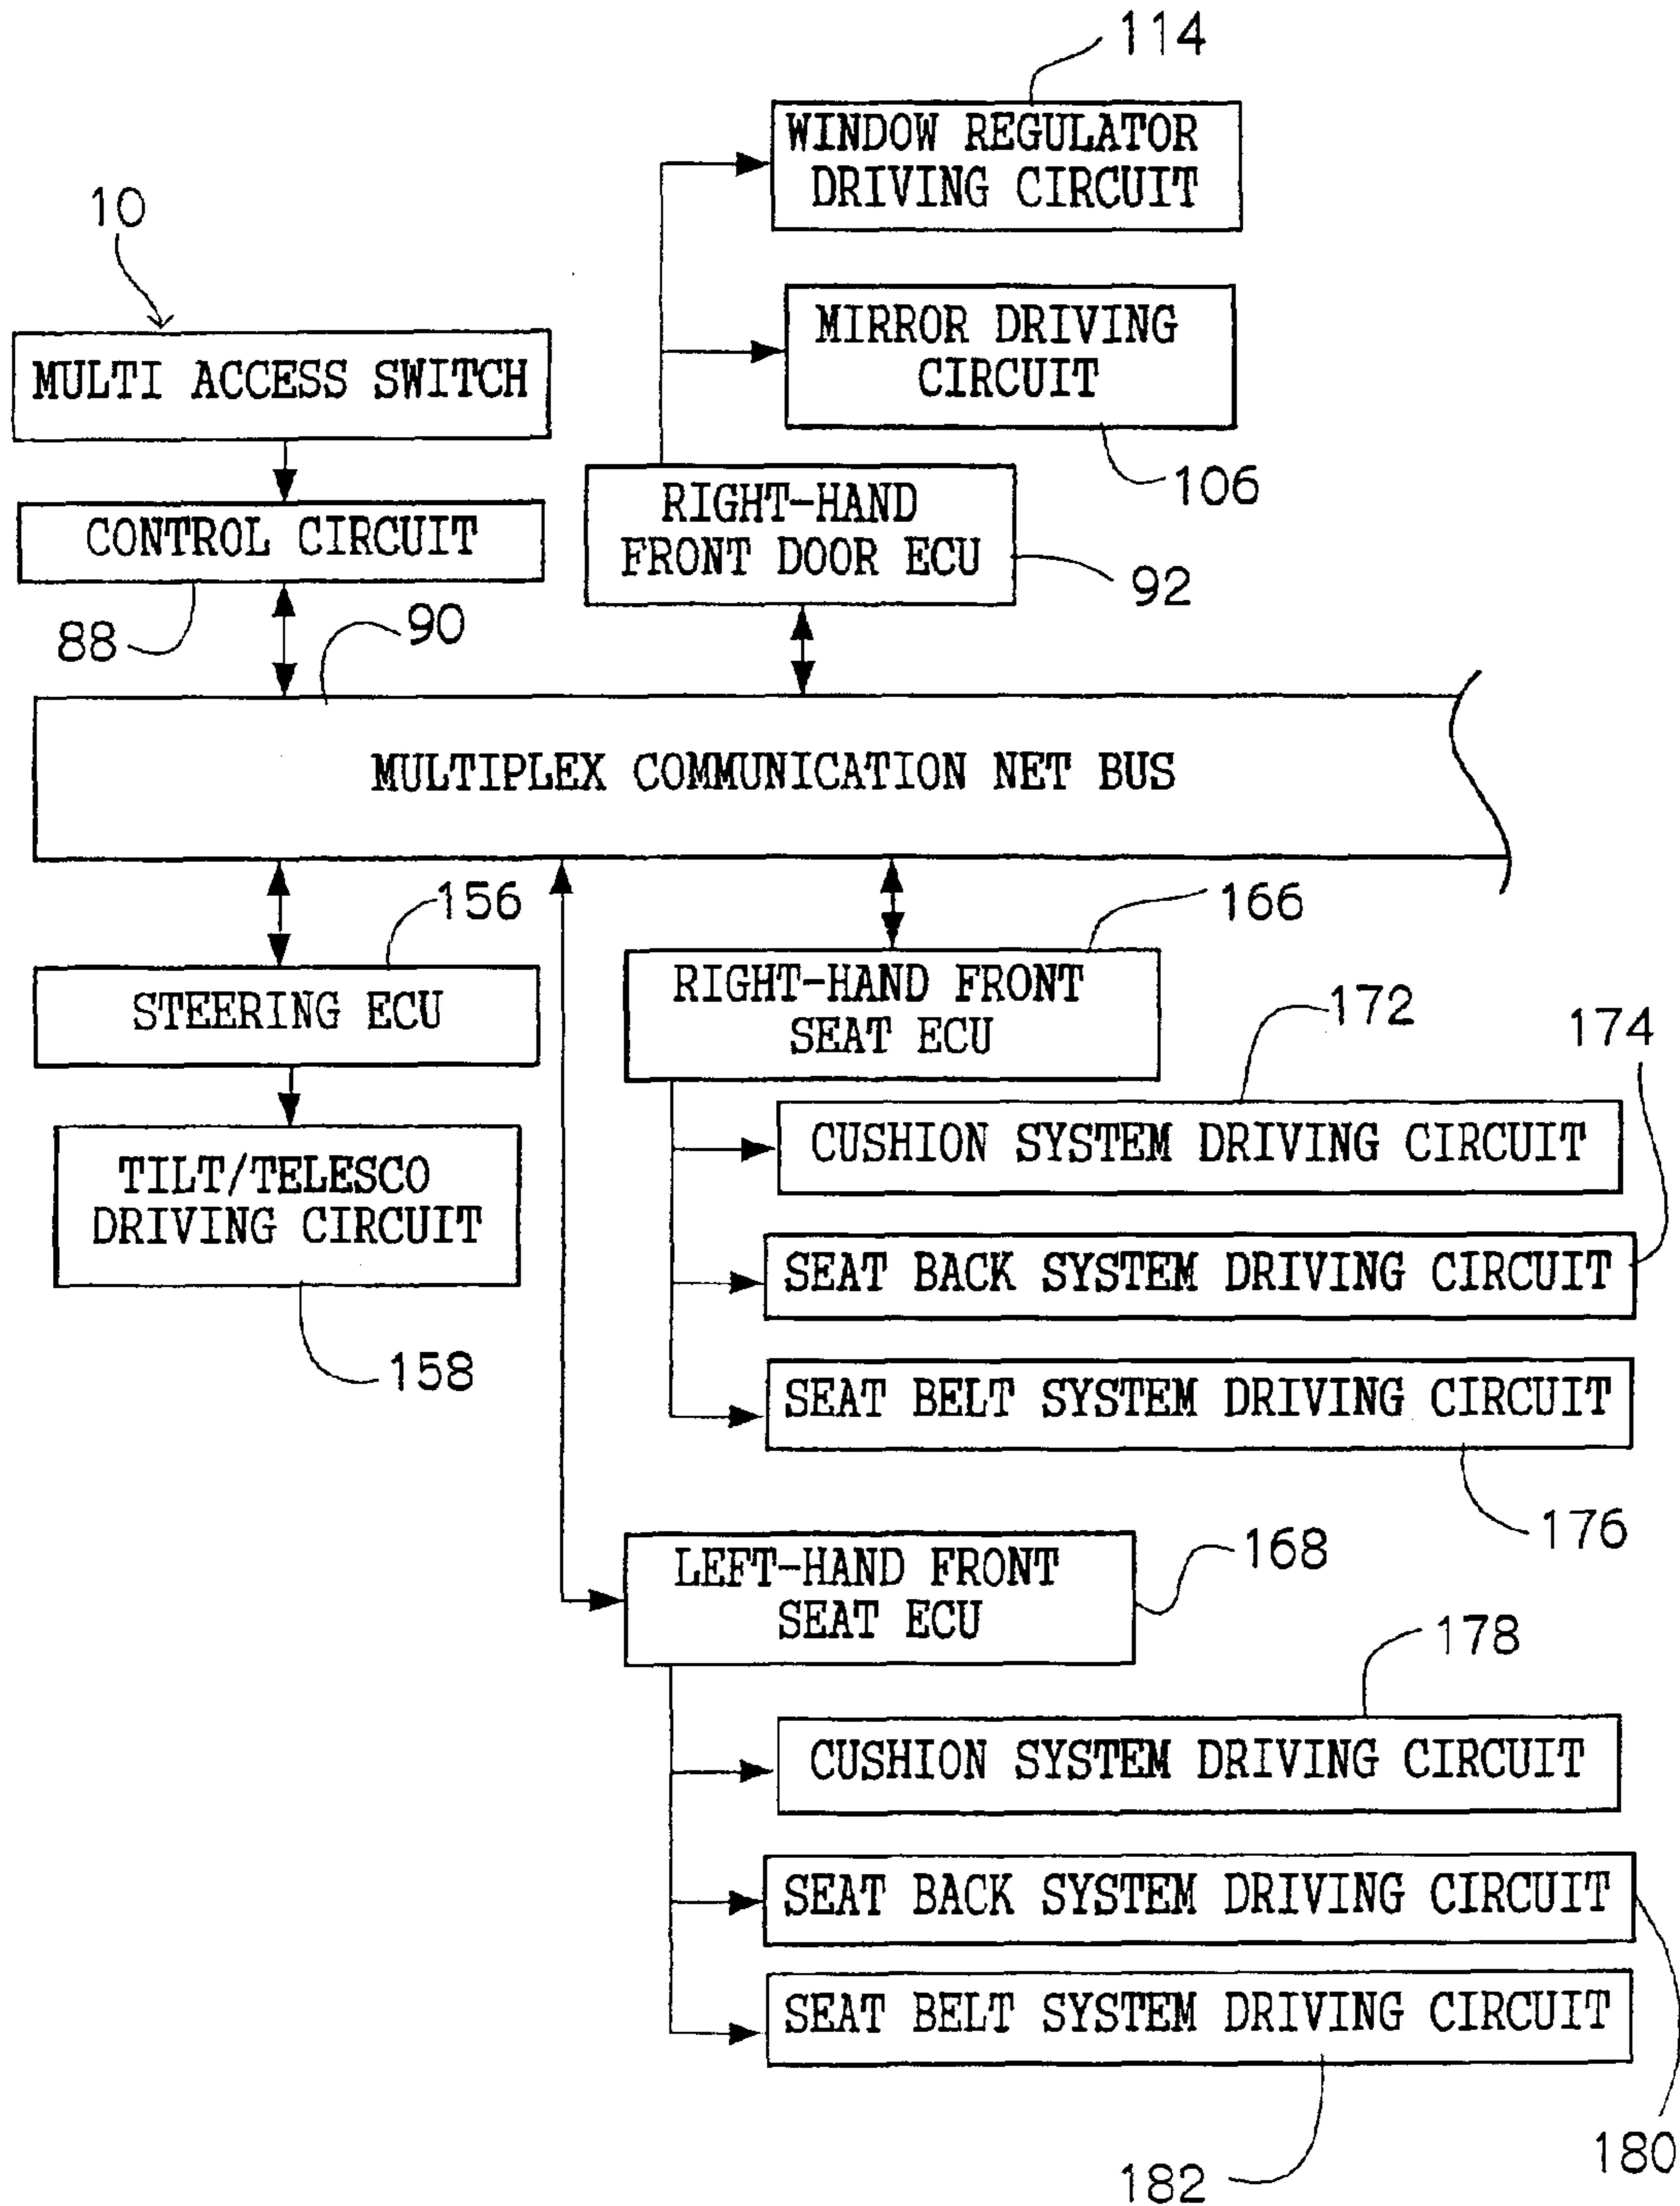 114
WINDOW REGULATOR
DRIVING CIRCUIT
10
MULTI ACCESS SWITCH
MIRROR DRIVING
CIRCUIT
106
CONTROL CIRCUIT
88
RIGHT-HAND
FRONT DOOR ECU
92
90
MULTIPLEX COMMUNICATION NET BUS
156
STEERING ECU
TILT/TELESCO
DRIVING CIRCUIT
158
166
RIGHT-HAND FRONT
SEAT ECU
172
CUSHION SYSTEM DRIVING CIRCUIT
174
SEAT BACK SYSTEM DRIVING CIRCUIT
SEAT BELT SYSTEM DRIVING CIRCUIT
176
LEFT-HAND FRONT
SEAT ECU
168
178
CUSHION SYSTEM DRIVING CIRCUIT
SEAT BACK SYSTEM DRIVING CIRCUIT
180
SEAT BELT SYSTEM DRIVING CIRCUIT
182